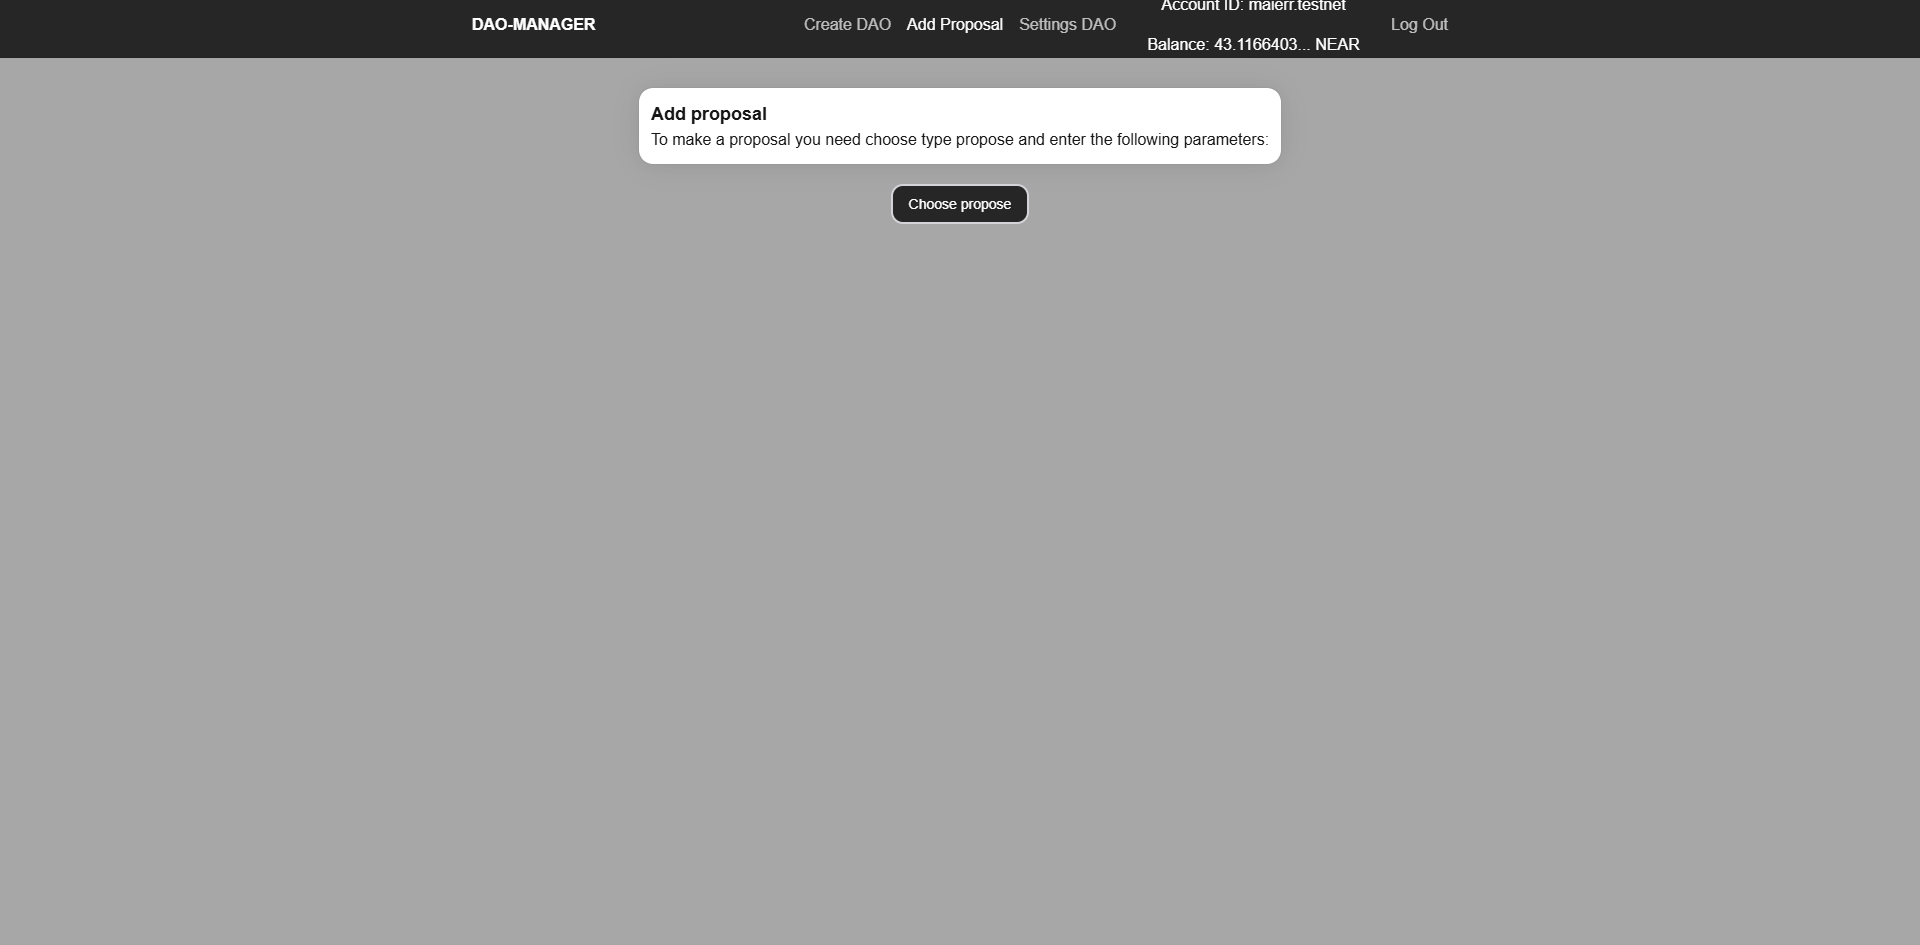 DAO-MANAGER
Create DAO
Add Proposal
Settings DAO
Account ID: maierr.testnet
Balance: 43.1166403... NEAR
Log Out
Add proposal
To make a proposal you need choose type propose and enter the following parameters:
Choose propose